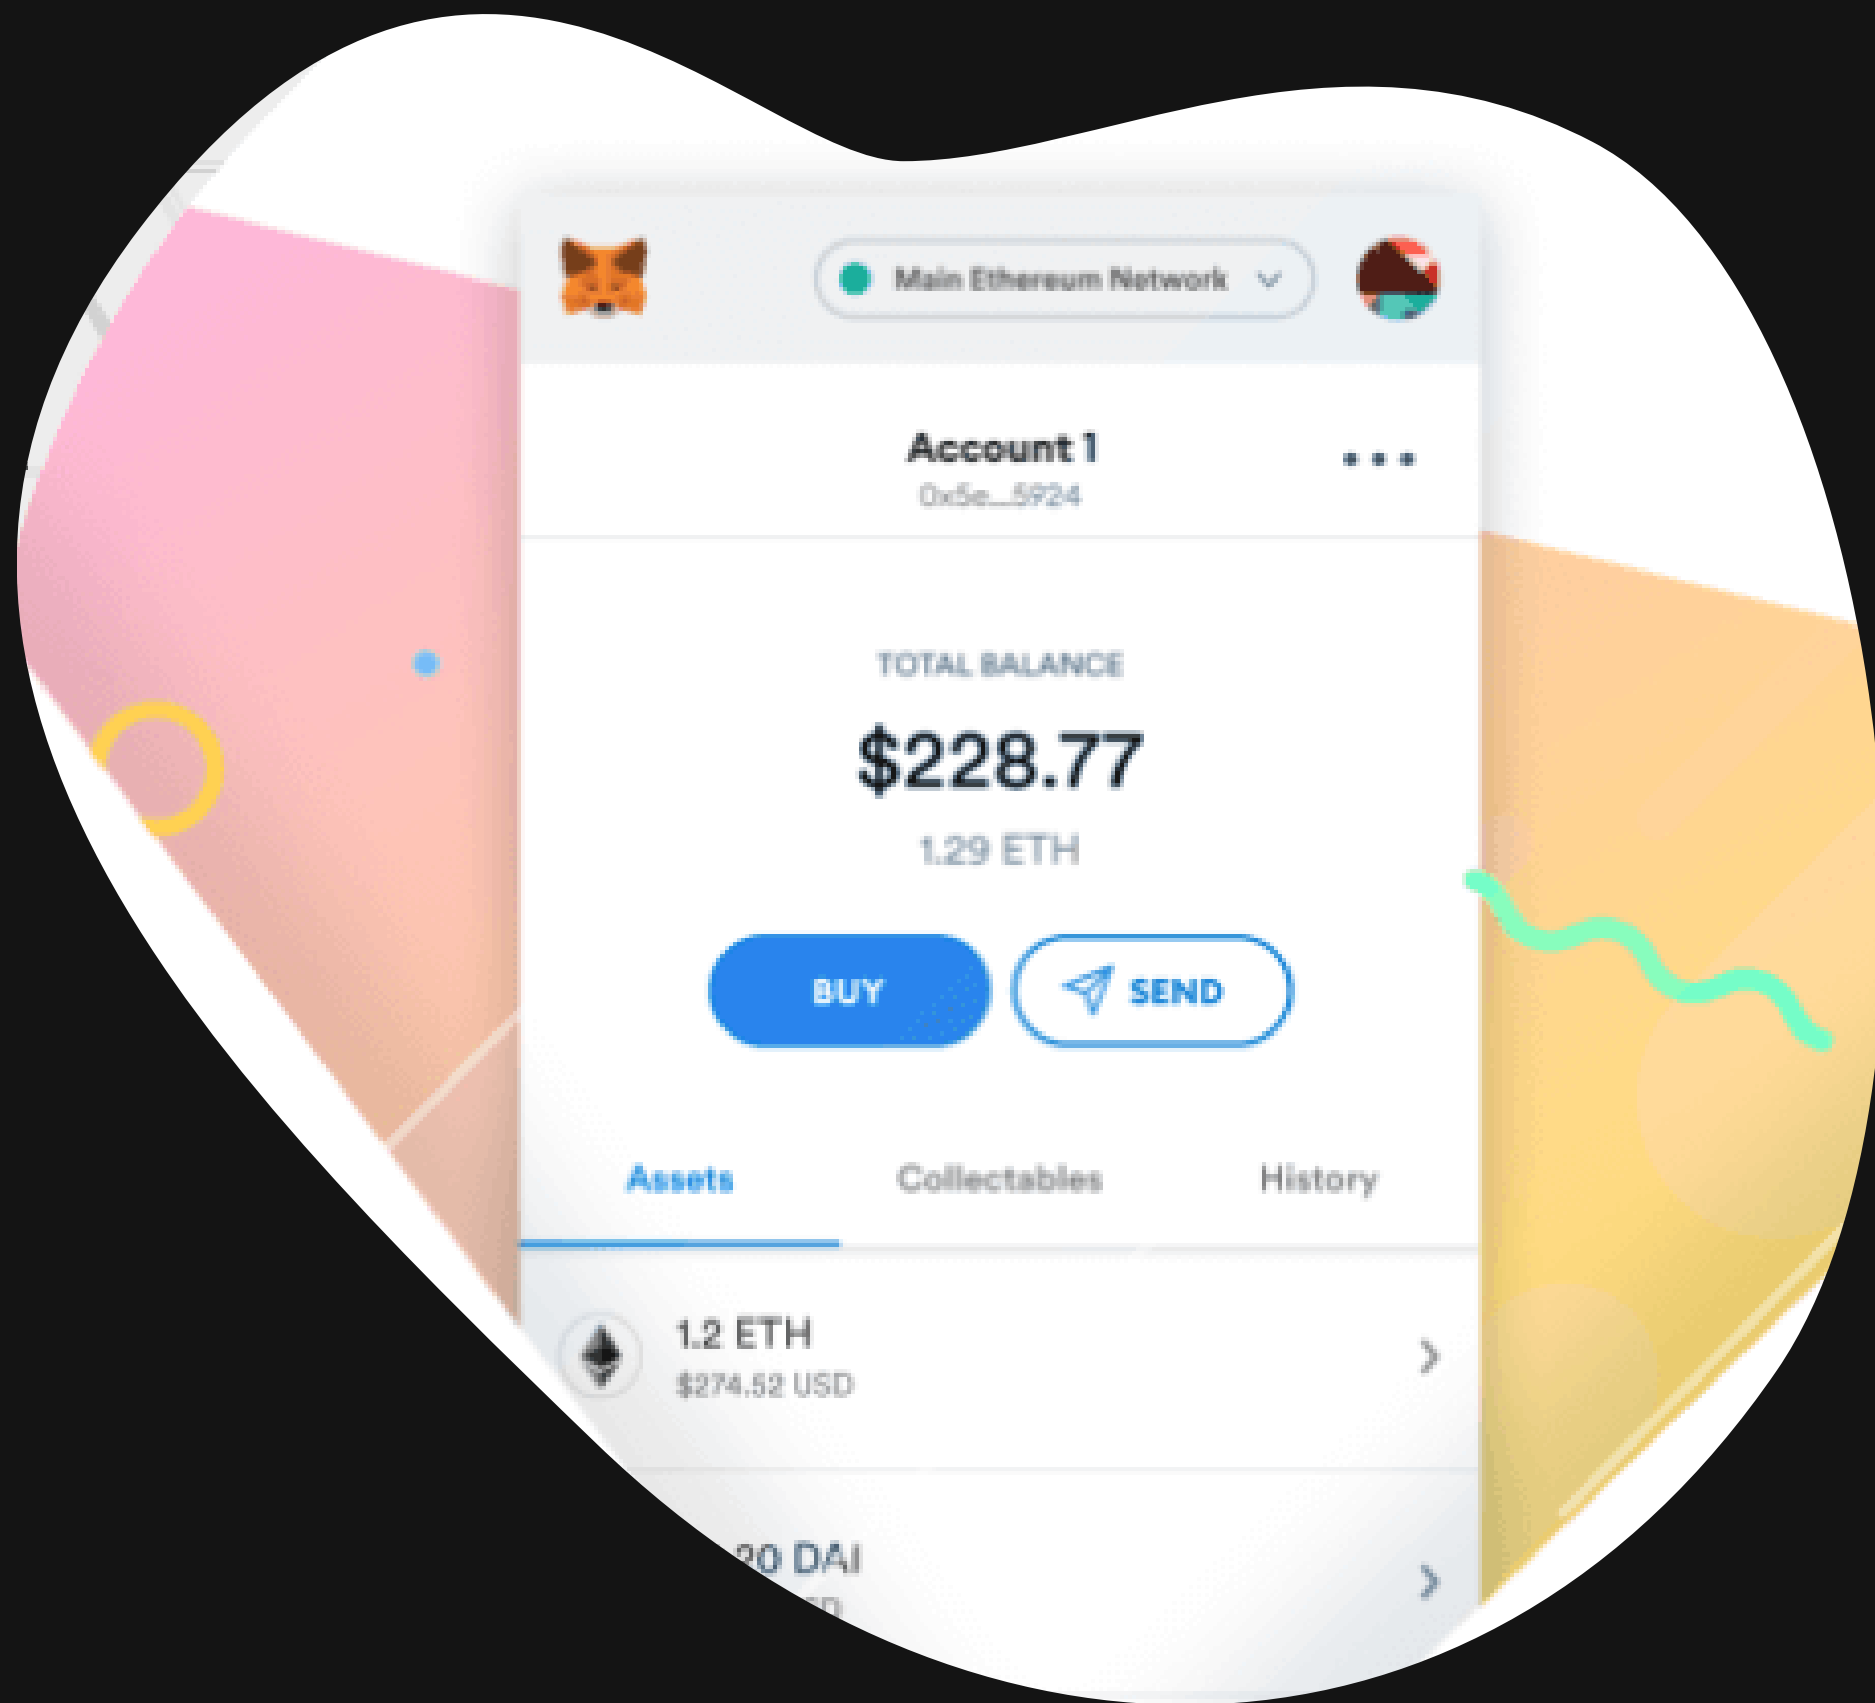 Main Ethereum Network
Account 1
0x5e...5924
TOTAL BALANCE
$228.77
1.29 ETH
BUY
SEND
Assets
Collectables
History
1.2 ETH
$274.52 USD
DAI